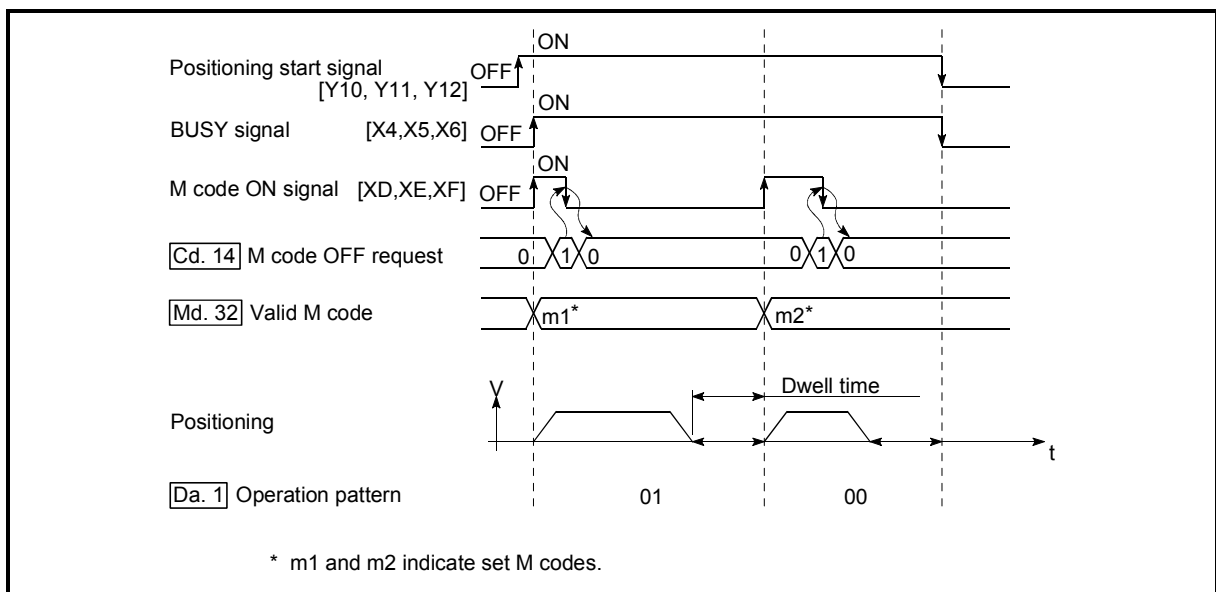 ON
Positioning start signal OFF
[Y10, Y11, Y12]
ON
BUSY signal [X4,X5,X6] OFF
ON
M code ON signal [XD,XE,XF] OFF
Cd. 14 M code OFF request 0 1 0 0 1 0
Md. 32 Valid M code m1* m2*
V Dwell time
Positioning
t
Da. 1 Operation pattern 01 00
* m1 and m2 indicate set M codes.